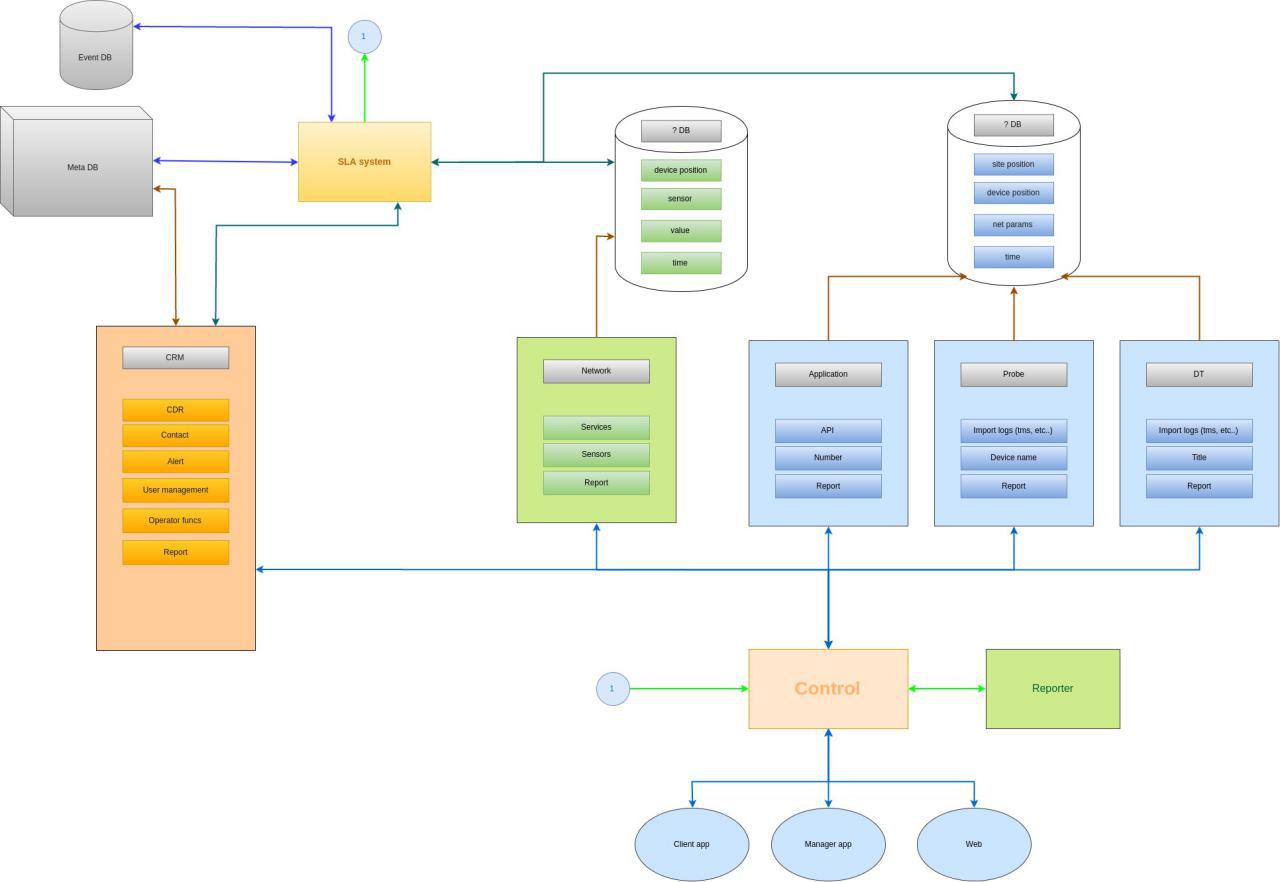 Event DB
1
Meta DB
SLA system
? DB
device position
sensor
value
time
? DB
site position
device position
net params
time
CRM
CDR
Contact
Alert
User management
Operator funcs
Report
Network
Services
Sensors
Report
Application
API
Number
Report
Probe
Import logs (tms, etc..)
Device name
Report
DT
Import logs (tms, etc..)
Title
Report
1
Control
Reporter
Client app
Manager app
Web